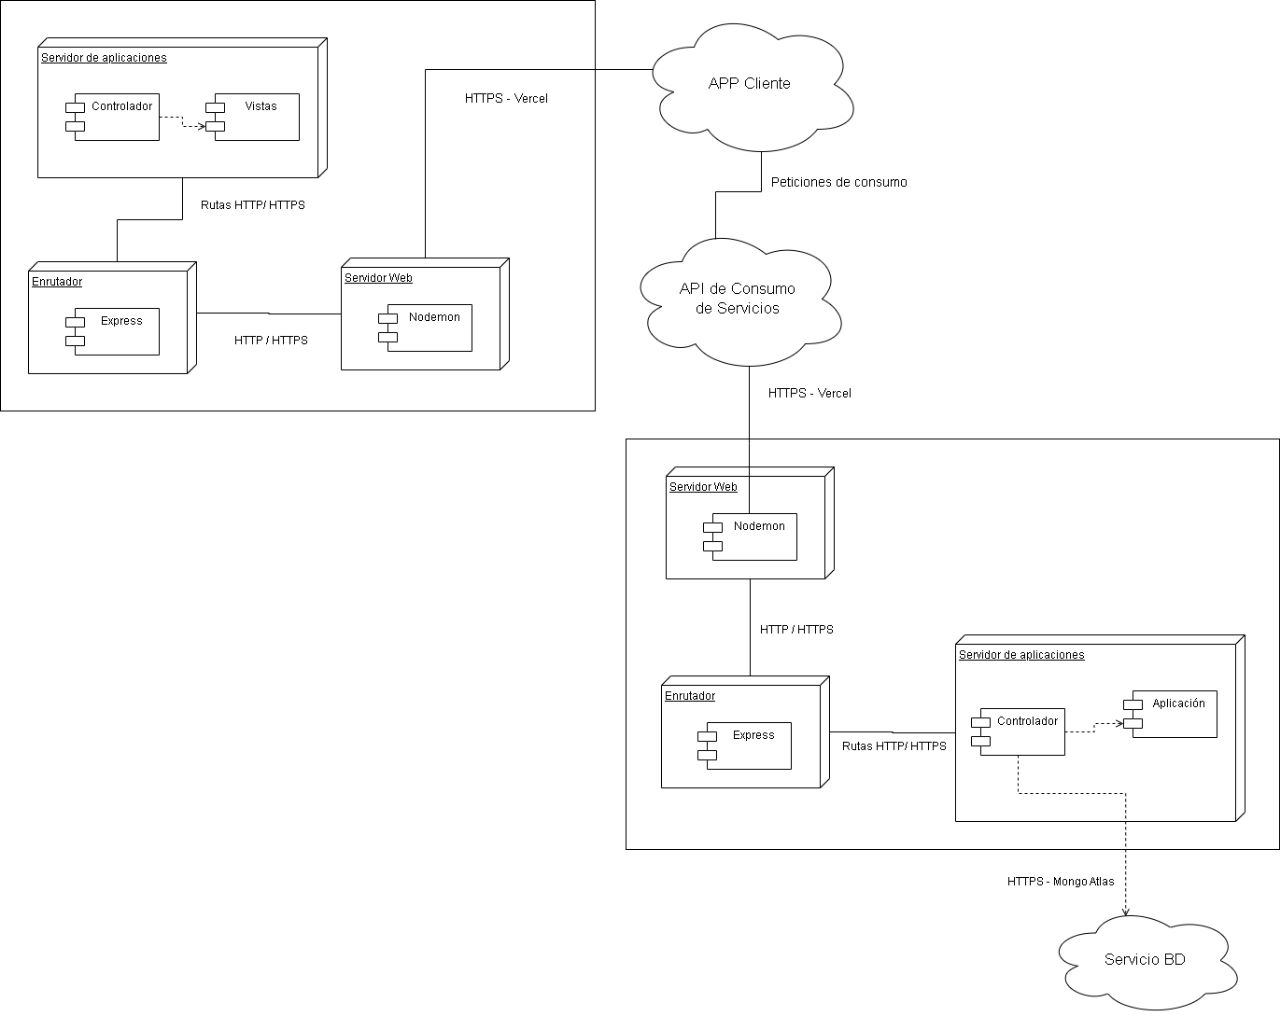 Servidor de aplicaciones
Controlador
Vistas
Rutas HTTP/ HTTPS
Enrutador
Express
HTTP / HTTPS
Servidor Web
Nodemon
HTTPS - Vercel
APP Cliente
Peticiones de consumo
API de Consumo
de Servicios
HTTPS - Vercel
Servidor Web
Nodemon
HTTP / HTTPS
Enrutador
Express
Rutas HTTP/ HTTPS
Servidor de aplicaciones
Controlador
Aplicación
HTTPS - Mongo Atlas
Servicio BD